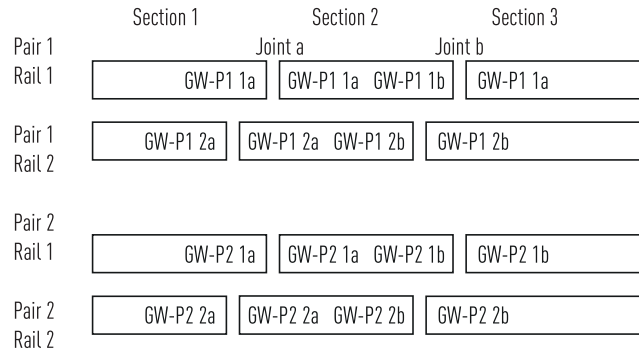 Section 1 Section 2 Section 3
Pair 1 Joint a Joint b
Rail 1 GW-P1 1a GW-P1 1a GW-P1 1b GW-P1 1a
Pair 1
Rail 2 GW-P1 2a GW-P1 2a GW-P1 2b GW-P1 2b
Pair 2
Rail 1 GW-P2 1a GW-P2 1a GW-P2 1b GW-P2 1b
Pair 2
Rail 2 GW-P2 2a GW-P2 2a GW-P2 2b GW-P2 2b